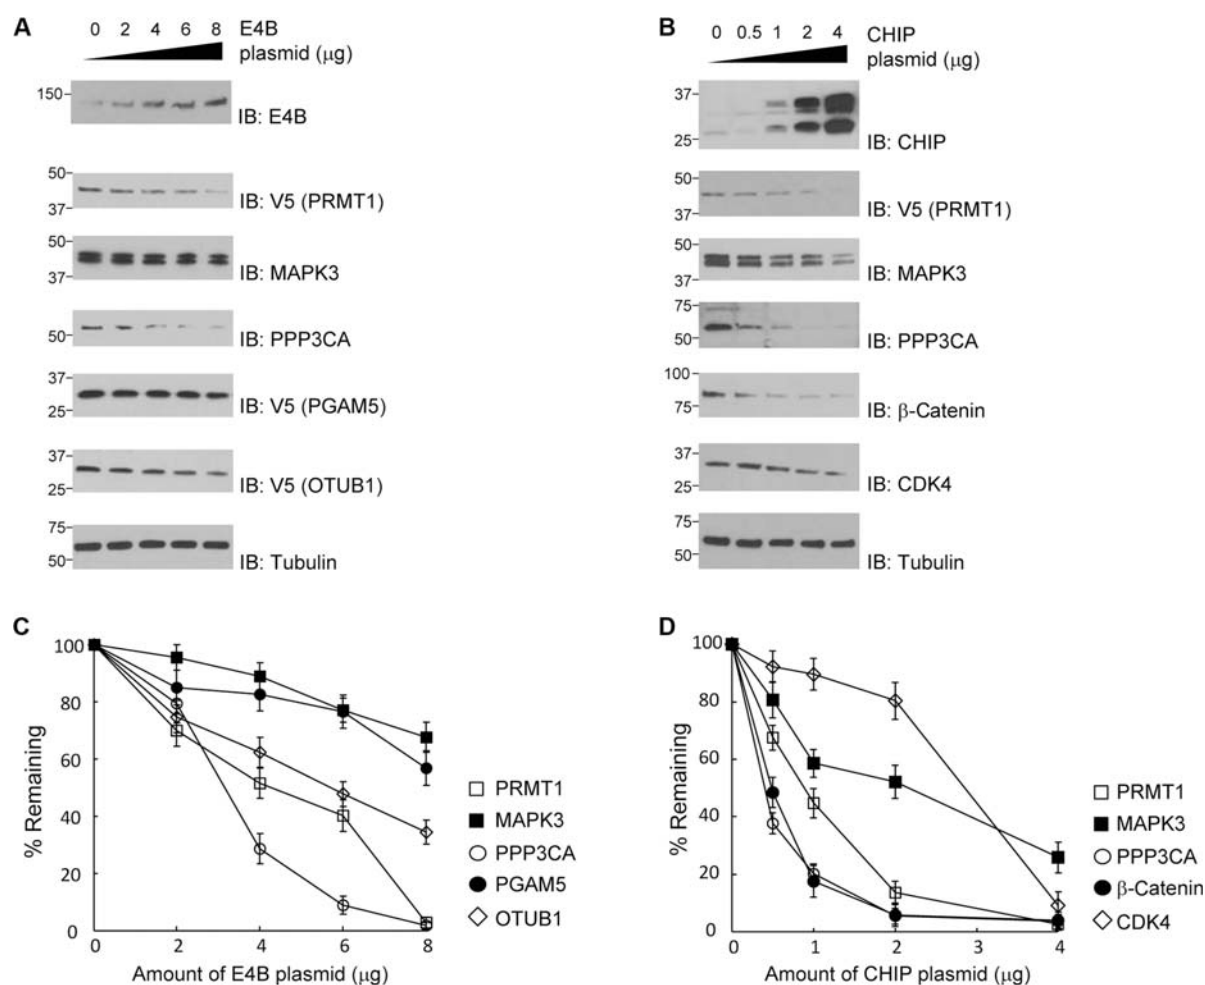 A
0 2 4 6 8 E4B
plasmid (µg)
150
IB: E4B
50
37
IB: V5 (PRMT1)
50
37
IB: MAPK3
50
IB: PPP3CA
37
25
IB: V5 (PGAM5)
37
25
IB: V5 (OTUB1)
75
50
IB: Tubulin
B
0 0.5 1 2 4 CHIP
plasmid (µg)
37
25
IB: CHIP
50
37
IB: V5 (PRMT1)
50
37
IB: MAPK3
75
50
IB: PPP3CA
100
75
IB: β-Catenin
37
25
IB: CDK4
75
50
IB: Tubulin
C
100
80
60
40
20
0
% Remaining
0 2 4 6 8
Amount of E4B plasmid (µg)
PRMT1
MAPK3
PPP3CA
PGAM5
OTUB1
D
100
80
60
40
20
0
% Remaining
0 1 2 3 4
Amount of CHIP plasmid (µg)
PRMT1
MAPK3
PPP3CA
β-Catenin
CDK4